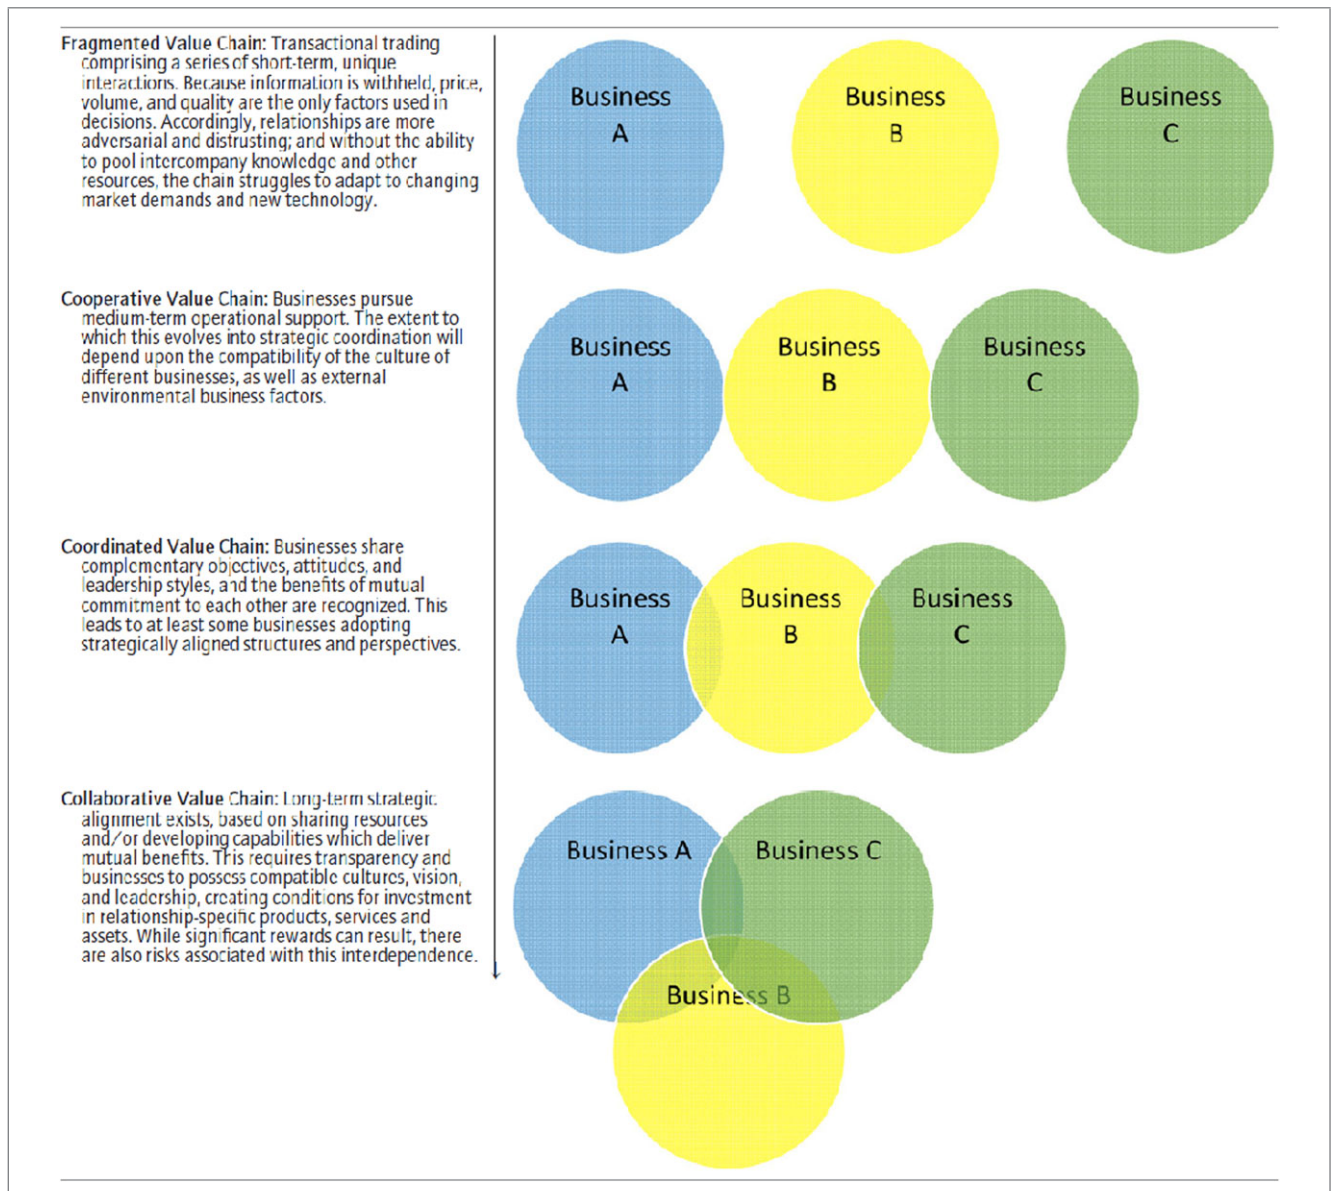 Fragmented Value Chain: Transactional trading
comprising a series of short-term, unique
interactions. Because information is withheld, price,
volume, and quality are the only factors used in
decisions. Accordingly, relationships are more
adversarial and distrusting; and without the ability
to pool intercompany knowledge and other
resources, the chain struggles to adapt to changing
market demands and new technology.
Business
A
Business
B
Business
C
Cooperative Value Chain: Businesses pursue
medium-term operational support. The extent to
which this evolves into strategic coordination will
depend upon the compatibility of the culture of
different businesses, as well as external
environmental business factors.
Business
A
Business
B
Business
C
Coordinated Value Chain: Businesses share
complementary objectives, attitudes, and
leadership styles, and the benefits of mutual
commitment to each other are recognized. This
leads to at least some businesses adopting
strategically aligned structures and perspectives.
Business
A
Business
B
Business
C
Collaborative Value Chain: Long-term strategic
alignment exists, based on sharing resources
and/or developing capabilities which deliver
mutual benefits. This requires transparency and
businesses to possess compatible cultures, vision,
and leadership, creating conditions for investment
in relationship-specific products, services and
assets. While significant rewards can result, there
are also risks associated with this interdependence.
Business A
Business C
Business B